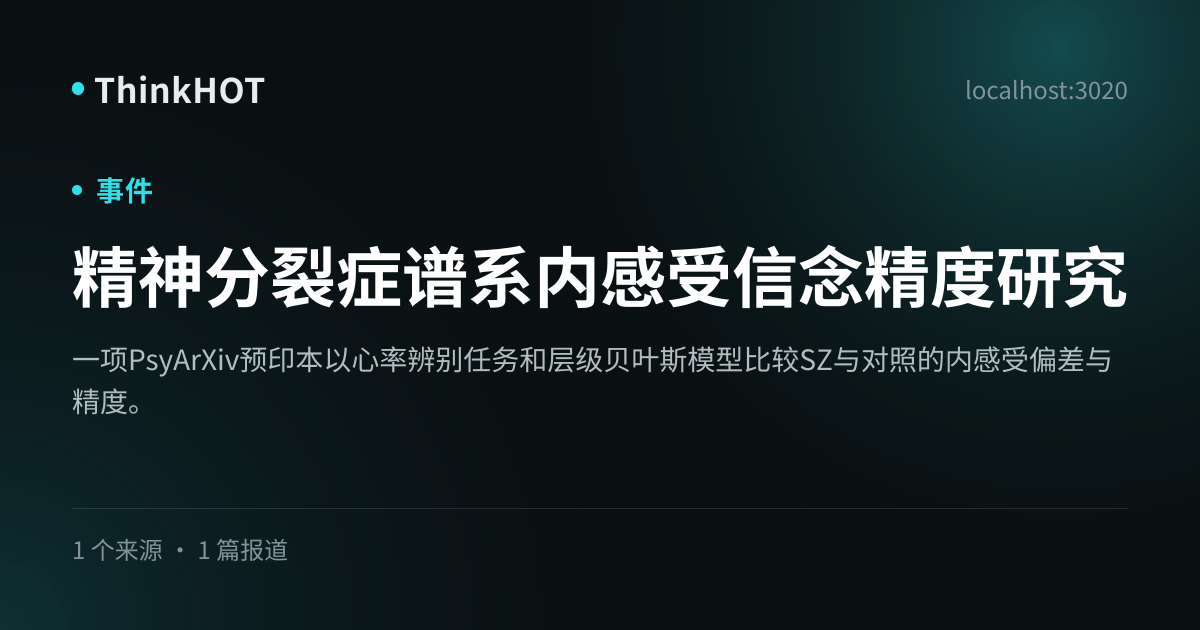 ThinkHOT
localhost:3020
事件
精神分裂症谱系内感受信念精度研究
一项PsyArXiv预印本以心率辨别任务和层级贝叶斯模型比较SZ与对照的内感受偏差与
精度。
1 个来源 · 1 篇报道